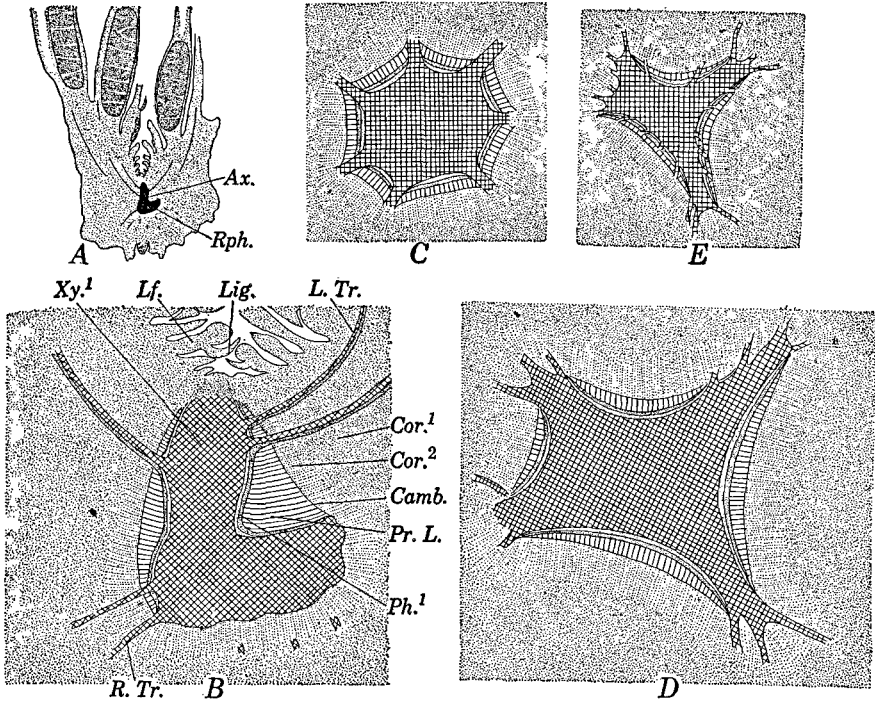 Ax.
Rph.
A
C
E
Xy.¹
Lf.
Lig.
L. Tr.
Cor.¹
Cor.²
Camb.
Pr. L.
Ph.¹
R. Tr.
B
D